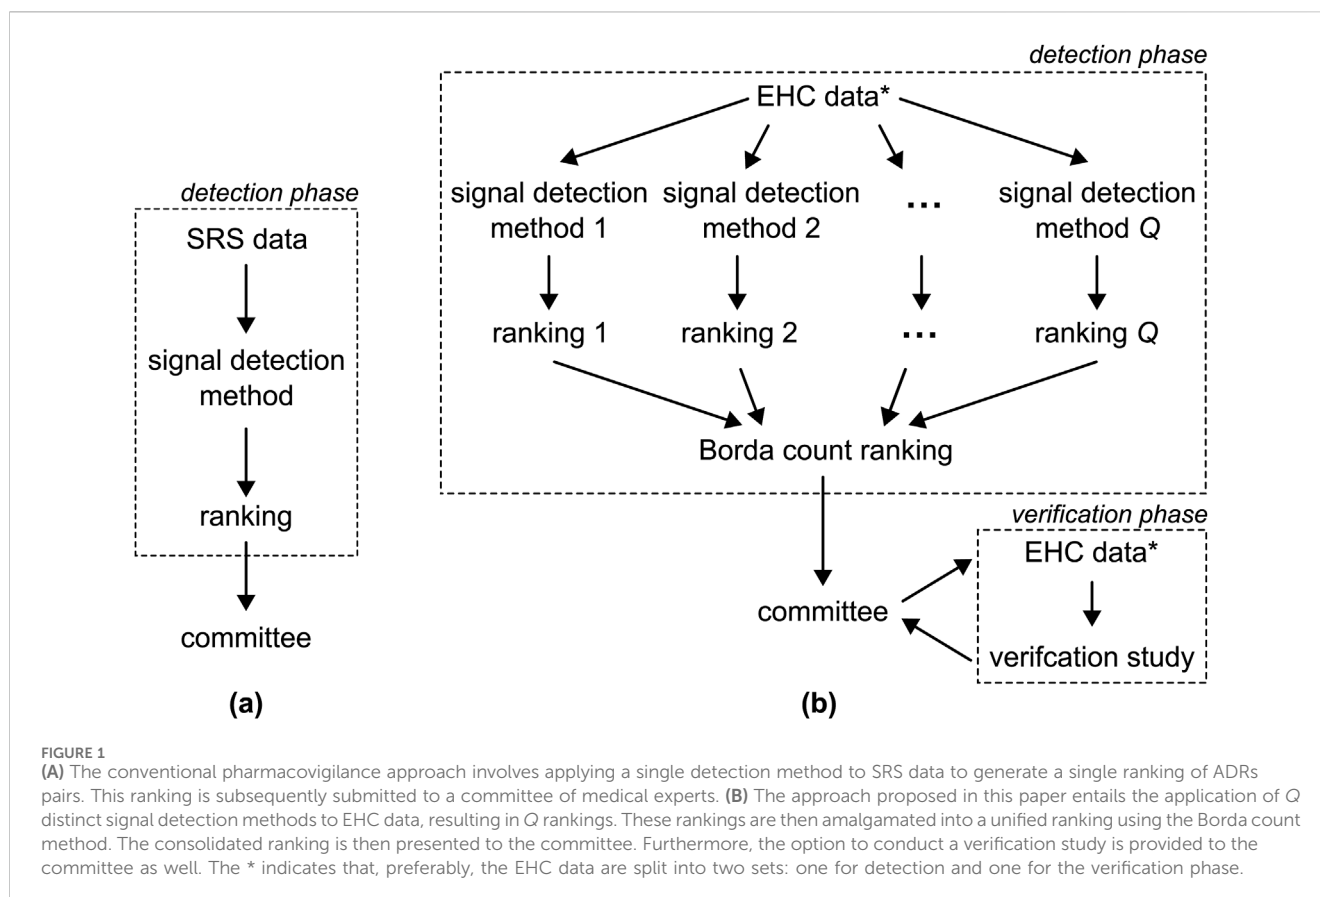 detection phase
SRS data
signal detection
method
ranking
committee
(a)
detection phase
EHC data*
signal detection
method 1
signal detection
method 2
...
signal detection
method Q
ranking 1
ranking 2
...
ranking Q
Borda count ranking
committee
verification phase
EHC data*
verifcation study
(b)
FIGURE 1
(A) The conventional pharmacovigilance approach involves applying a single detection method to SRS data to generate a single ranking of ADRs
pairs. This ranking is subsequently submitted to a committee of medical experts. (B) The approach proposed in this paper entails the application of Q
distinct signal detection methods to EHC data, resulting in Q rankings. These rankings are then amalgamated into a unified ranking using the Borda count
method. The consolidated ranking is then presented to the committee. Furthermore, the option to conduct a verification study is provided to the
committee as well. The * indicates that, preferably, the EHC data are split into two sets: one for detection and one for the verification phase.